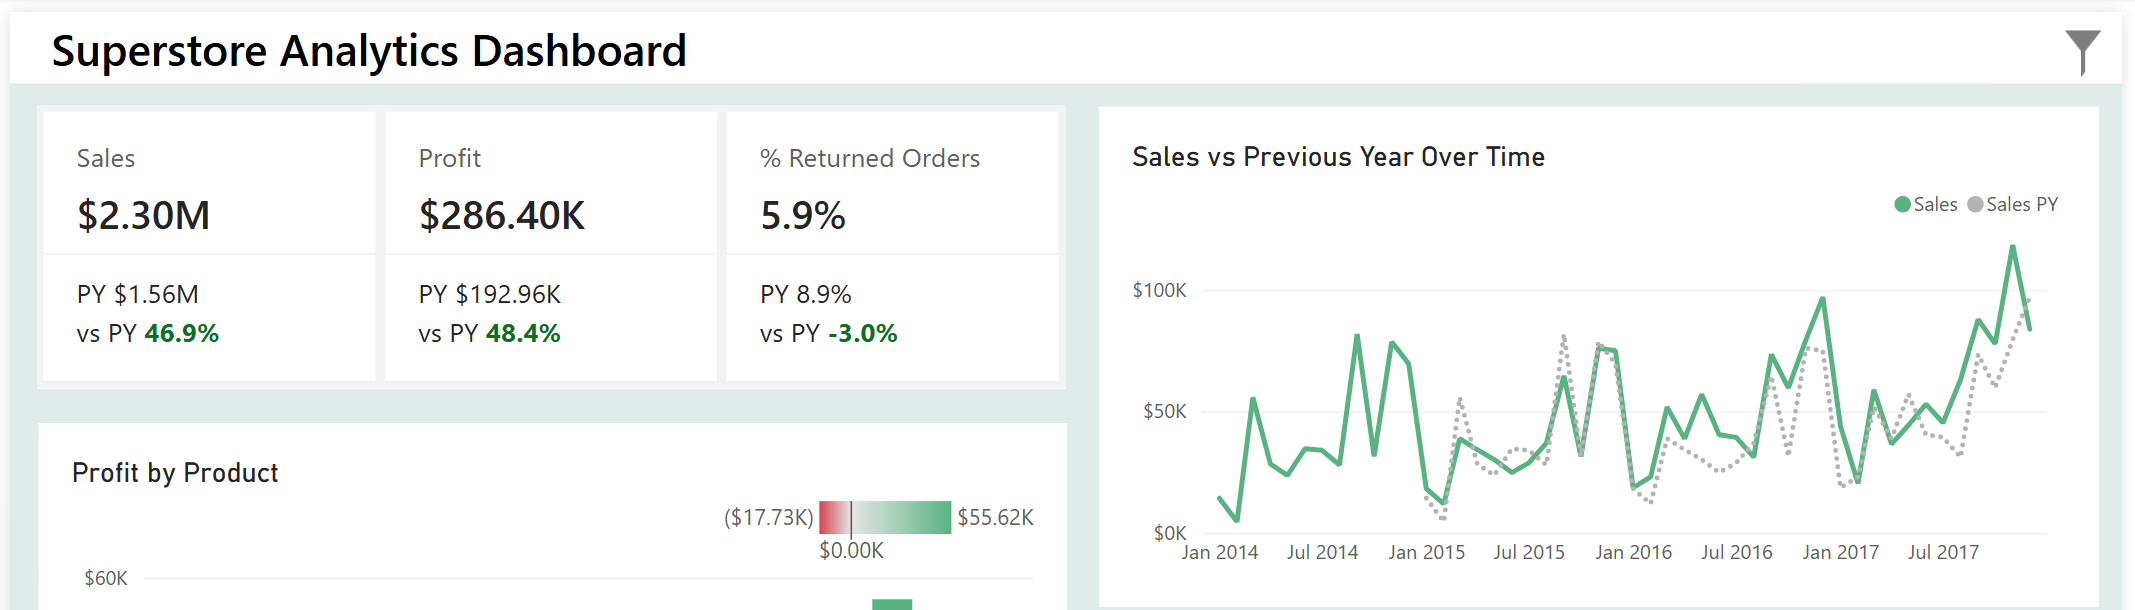 Superstore Analytics Dashboard
Sales
$2.30M
PY $1.56M
vs PY 46.9%
Profit
$286.40K
PY $192.96K
vs PY 48.4%
% Returned Orders
5.9%
PY 8.9%
vs PY -3.0%
Sales vs Previous Year Over Time
Sales Sales PY
$100K
$50K
$0K
Jan 2014 Jul 2014 Jan 2015 Jul 2015 Jan 2016 Jul 2016 Jan 2017 Jul 2017
Profit by Product
($17.73K) $55.62K
$0.00K
$60K